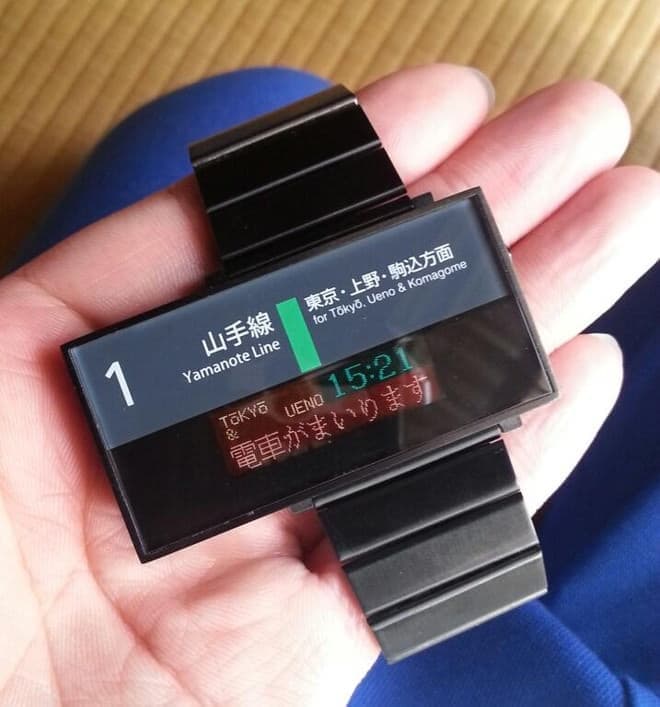 1
山手線
Yamanote Line
東京・上野・駒込方面
for Tōkyō, Ueno & Komagome
TōKYō UENO 15:21
&
電車がまいります